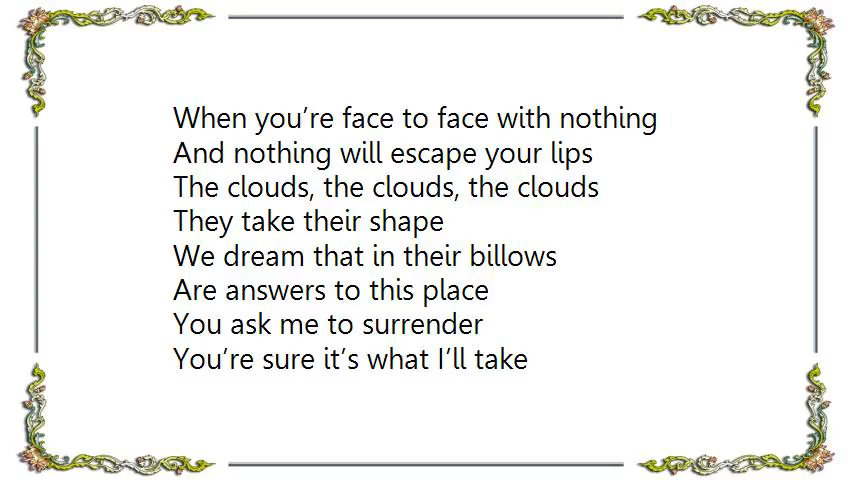 When you’re face to face with nothing
And nothing will escape your lips
The clouds, the clouds, the clouds
They take their shape
We dream that in their billows
Are answers to this place
You ask me to surrender
You’re sure it’s what I’ll take